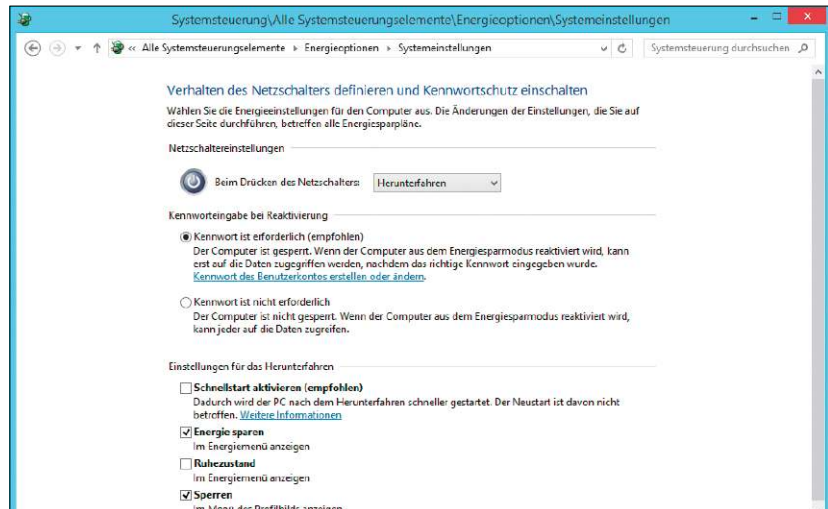 Systemsteuerung\Alle Systemsteuerungselemente\Energieoptionen\Systemeinstellungen
« Alle Systemsteuerungselemente ▸ Energieoptionen ▸ Systemeinstellungen
Systemsteuerung durchsuchen
Verhalten des Netzschalters definieren und Kennwortschutz einschalten
Wählen Sie die Energieeinstellungen für den Computer aus. Die Änderungen der Einstellungen, die Sie auf
dieser Seite durchführen, betreffen alle Energiesparpläne.
Netzschaltereinstellungen
Beim Drücken des Netzschalters: Herunterfahren
Kennworteingabe bei Reaktivierung
Kennwort ist erforderlich (empfohlen)
Der Computer ist gesperrt. Wenn der Computer aus dem Energiesparmodus reaktiviert wird, kann
erst auf die Daten zugegriffen werden, nachdem das richtige Kennwort eingegeben wurde.
Kennwort des Benutzerkontos erstellen oder ändern.
Kennwort ist nicht erforderlich
Der Computer ist nicht gesperrt. Wenn der Computer aus dem Energiesparmodus reaktiviert wird,
kann jeder auf die Daten zugreifen.
Einstellungen für das Herunterfahren
Schnellstart aktivieren (empfohlen)
Dadurch wird der PC nach dem Herunterfahren schneller gestartet. Der Neustart ist davon nicht
betroffen. Weitere Informationen
Energie sparen
Im Energiemenü anzeigen
Ruhezustand
Im Energiemenü anzeigen
Sperren
Im Menü des Profilbilds anzeigen